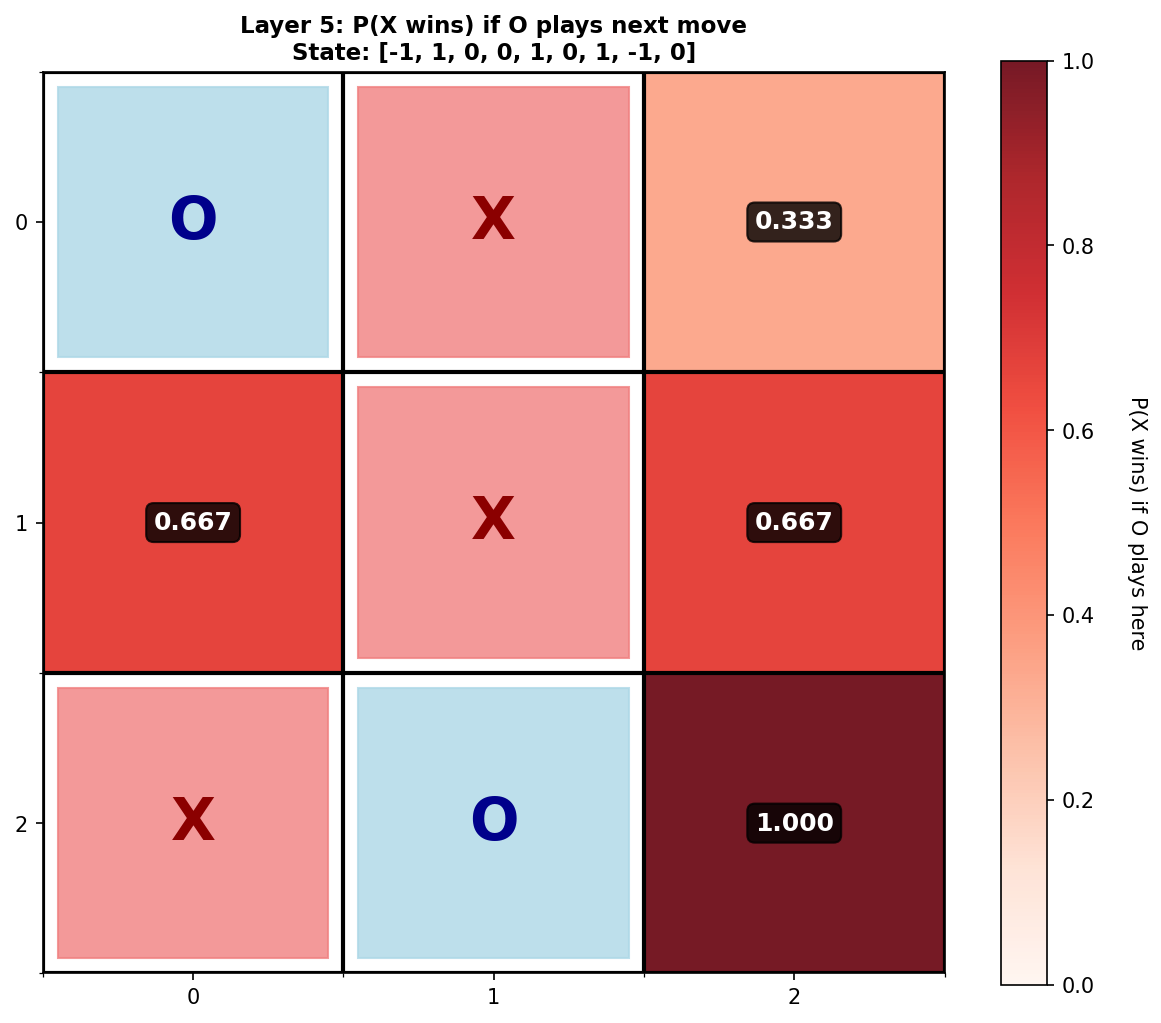 Layer 5: P(X wins) if O plays next move
State: [-1, 1, 0, 0, 1, 0, 1, -1, 0]
O
X
0.333
0.667
X
0.667
X
O
1.000
0
1
2
0
1
2
1.0
0.8
0.6
0.4
0.2
0.0
P(X wins) if O plays here